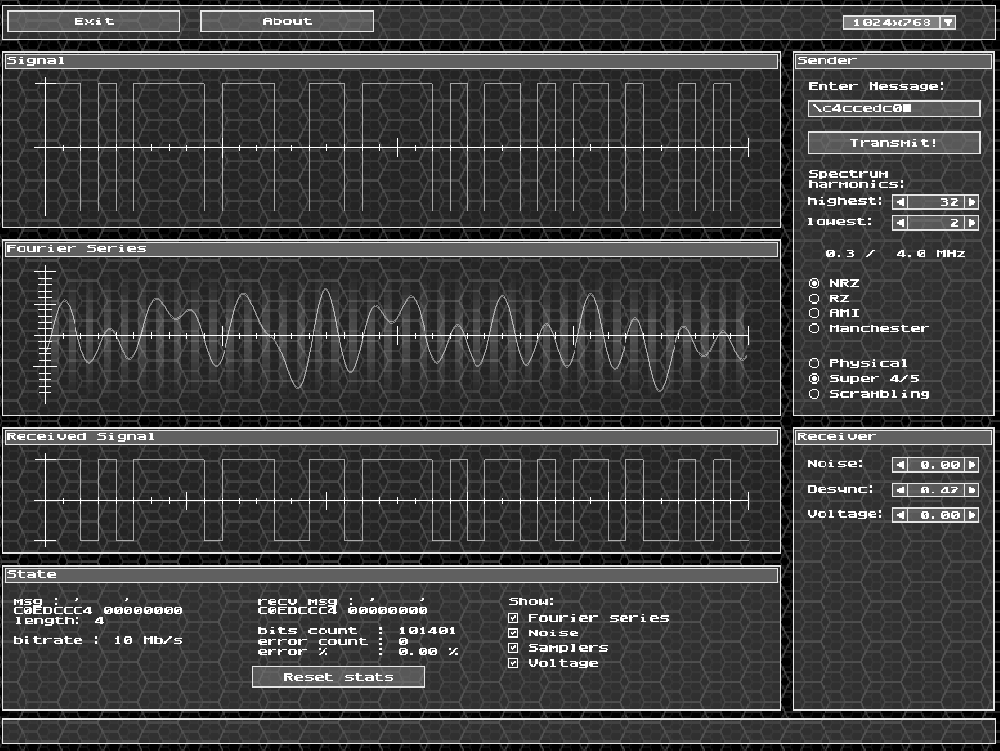 Exit About 1024x768
Signal
Sender
Enter Message:
\c4ccedc0
Transmit!
Spectrum
harmonics:
highest: 32
lowest: 2
0.3 / 4.0 MHz
NRZ
RZ
AMI
Manchester
Physical
Super 4/5
Scrambling
Fourier Series
Received Signal
Receiver
Noise: 0.00
Desync: 0.42
Voltage: 0.00
State
msg : ' '
C0EDCCC4 00000000
length: 4
bitrate : 10 Mb/s
recv msg : ' '
C0EDCCC4 00000000
bits count : 101401
error count : 0
error % : 0.00 %
Reset stats
Show:
Fourier series
Noise
Samplers
Voltage